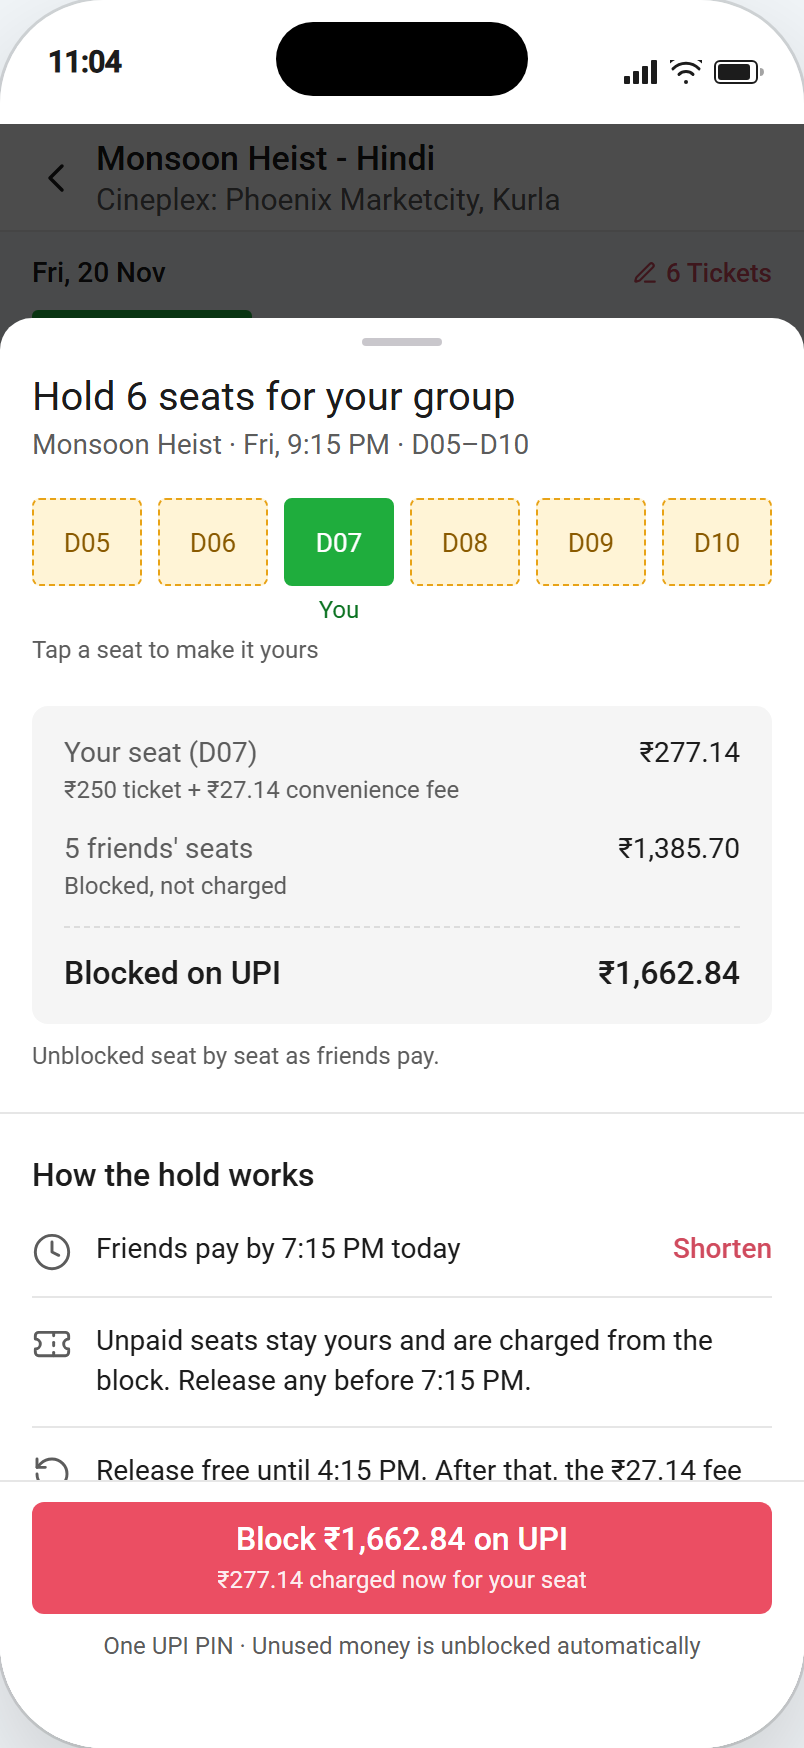 11:04
Monsoon Heist - Hindi
Cineplex: Phoenix Marketcity, Kurla
Fri, 20 Nov
6 Tickets
Hold 6 seats for your group
Monsoon Heist · Fri, 9:15 PM · D05–D10
D05 D06 D07 D08 D09 D10
You
Tap a seat to make it yours
Your seat (D07) ₹277.14
₹250 ticket + ₹27.14 convenience fee
5 friends' seats ₹1,385.70
Blocked, not charged
Blocked on UPI ₹1,662.84
Unblocked seat by seat as friends pay.
How the hold works
Friends pay by 7:15 PM today Shorten
Unpaid seats stay yours and are charged from the
block. Release any before 7:15 PM.
Release free until 4:15 PM. After that, the ₹27.14 fee
Block ₹1,662.84 on UPI
₹277.14 charged now for your seat
One UPI PIN · Unused money is unblocked automatically